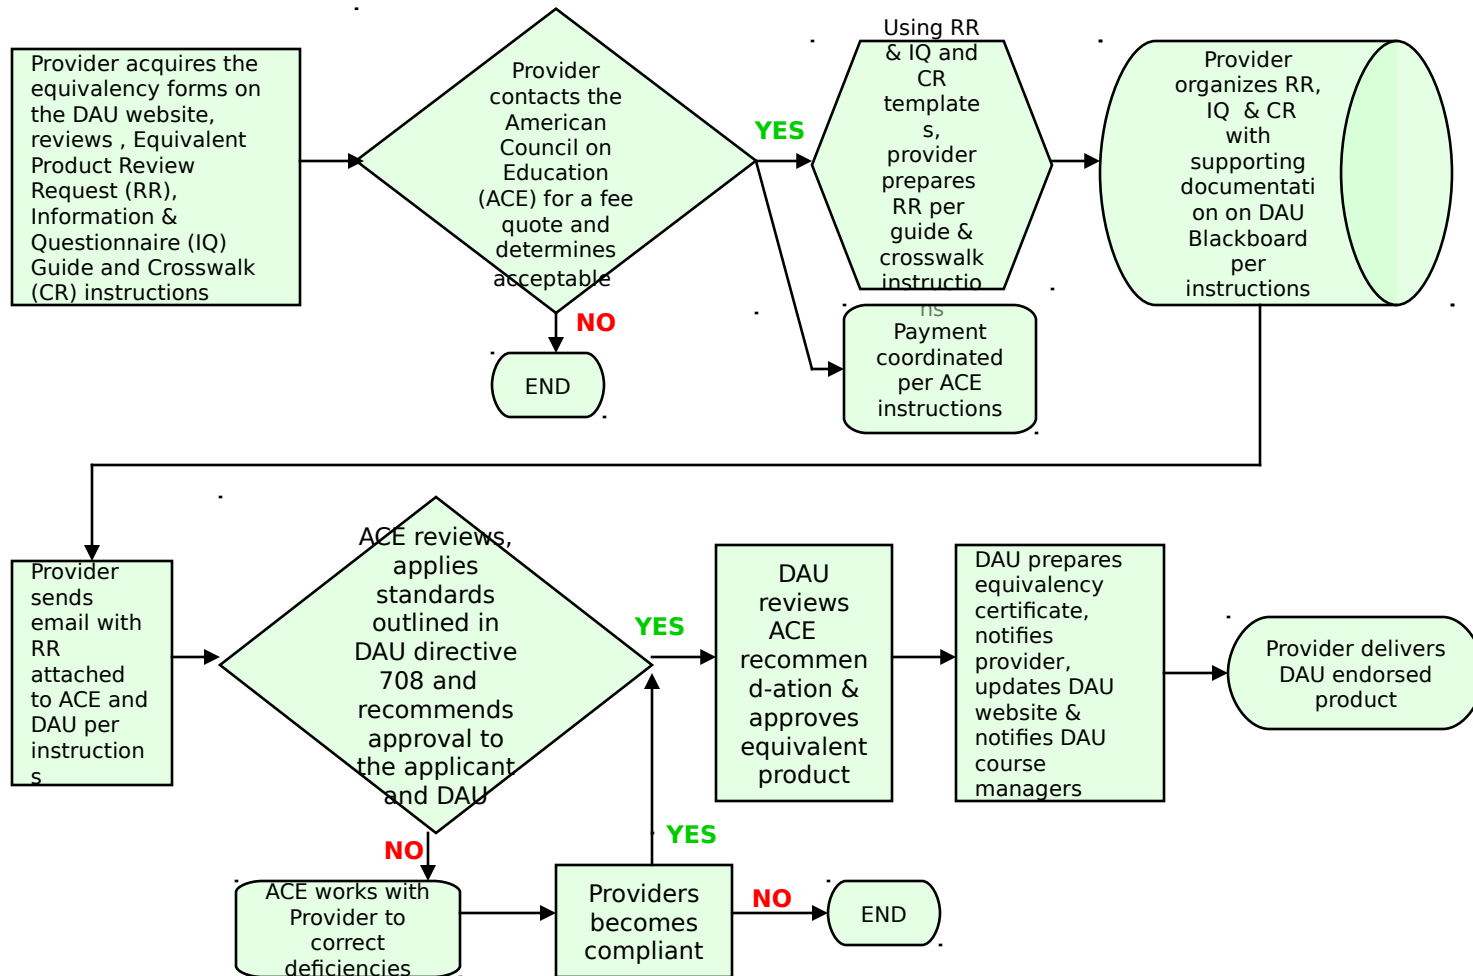 Provider acquires the
equivalency forms on
the DAU website,
reviews , Equivalent
Product Review
Request (RR),
Information &
Questionnaire (IQ)
Guide and Crosswalk
(CR) instructions
Provider
contacts the
American
Council on
Education
(ACE) for a fee
quote and
determines
acceptable
YES
NO
END
Using RR
& IQ and
CR
template
s,
provider
prepares
RR per
guide &
crosswalk
instructio
ns
Payment
coordinated
per ACE
instructions
Provider
organizes RR,
IQ & CR
with
supporting
documentati
on on DAU
Blackboard
per
instructions
Provider
sends
email with
RR
attached
to ACE and
DAU per
instruction
s
ACE reviews,
applies
standards
outlined in
DAU directive
708 and
recommends
approval to
the applicant
and DAU
YES
NO
DAU
reviews
ACE
recommen
d-ation &
approves
equivalent
product
DAU prepares
equivalency
certificate,
notifies
provider,
updates DAU
website &
notifies DAU
course
managers
Provider delivers
DAU endorsed
product
ACE works with
Provider to
correct
deficiencies
Providers
becomes
compliant
YES
NO
END